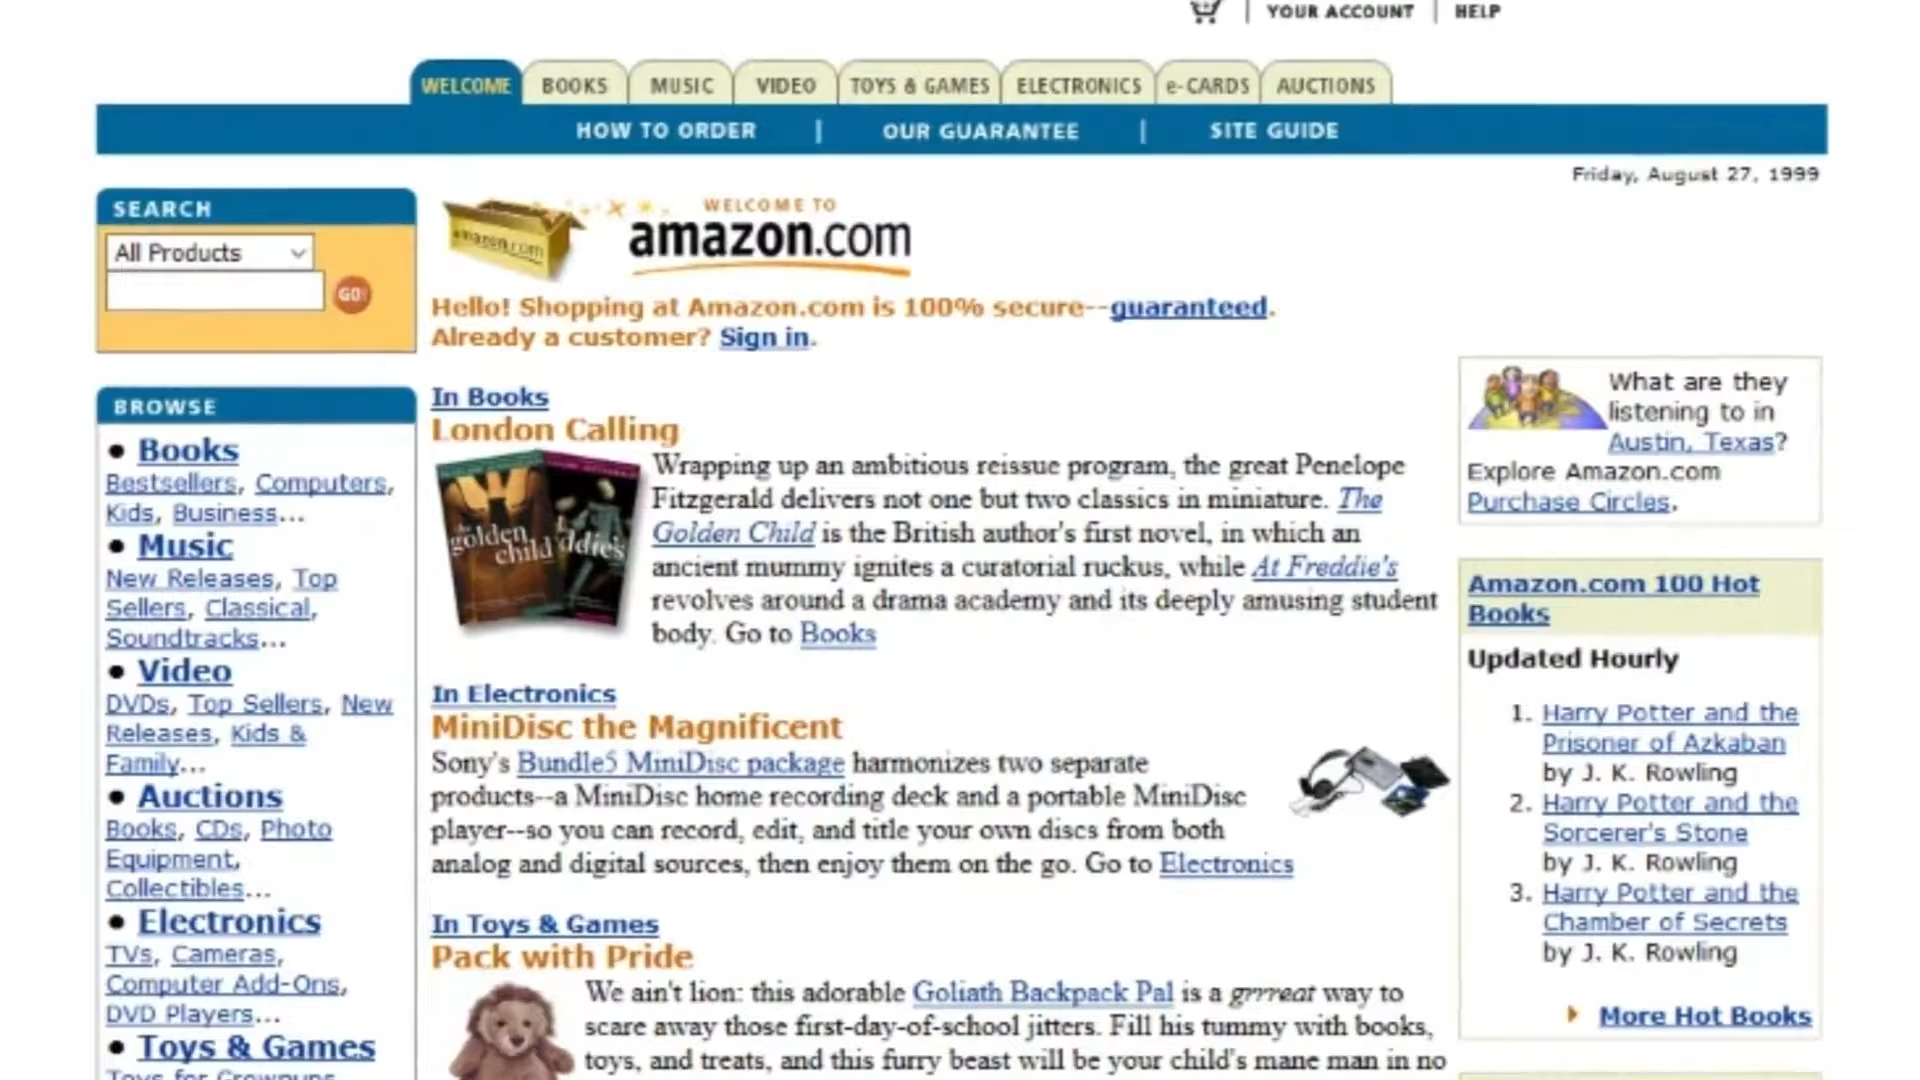 YOUR ACCOUNT | HELP
WELCOME BOOKS MUSIC VIDEO TOYS & GAMES ELECTRONICS e-CARDS AUCTIONS
HOW TO ORDER | OUR GUARANTEE | SITE GUIDE
Friday, August 27, 1999
SEARCH
All Products
GO!
BROWSE
• Books
Bestsellers, Computers,
Kids, Business...
• Music
New Releases, Top
Sellers, Classical,
Soundtracks...
• Video
DVDs, Top Sellers, New
Releases, Kids &
Family...
• Auctions
Books, CDs, Photo
Equipment,
Collectibles...
• Electronics
TVs, Cameras,
Computer Add-Ons,
DVD Players...
• Toys & Games
Toys for Grownups,
amazon.com
WELCOME TO
amazon.com
Hello! Shopping at Amazon.com is 100% secure--guaranteed.
Already a customer? Sign in.
In Books
London Calling
the golden child
ddie's
Wrapping up an ambitious reissue program, the great Penelope
Fitzgerald delivers not one but two classics in miniature. The
Golden Child is the British author's first novel, in which an
ancient mummy ignites a curatorial ruckus, while At Freddie's
revolves around a drama academy and its deeply amusing student
body. Go to Books
In Electronics
MiniDisc the Magnificent
Sony's Bundle5 MiniDisc package harmonizes two separate
products--a MiniDisc home recording deck and a portable MiniDisc
player--so you can record, edit, and title your own discs from both
analog and digital sources, then enjoy them on the go. Go to Electronics
In Toys & Games
Pack with Pride
We ain't lion: this adorable Goliath Backpack Pal is a grrreat way to
scare away those first-day-of-school jitters. Fill his tummy with books,
toys, and treats, and this furry beast will be your child's mane man in no
What are they
listening to in
Austin, Texas?
Explore Amazon.com
Purchase Circles.
Amazon.com 100 Hot
Books
Updated Hourly
1. Harry Potter and the
Prisoner of Azkaban
by J. K. Rowling
2. Harry Potter and the
Sorcerer's Stone
by J. K. Rowling
3. Harry Potter and the
Chamber of Secrets
by J. K. Rowling
More Hot Books